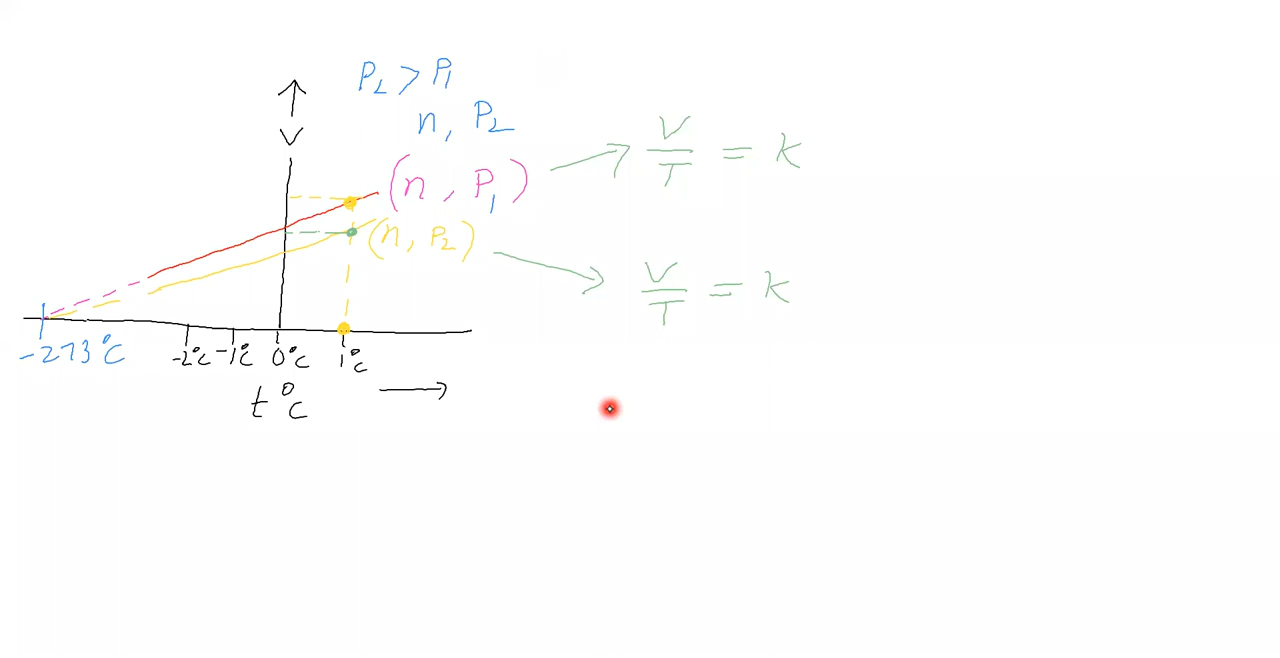 P₂ > P₁
n, P₂
V
(n, P₁)
V/T = K
(n, P₂)
V/T = K
-273°C
-2°C -1°C 0°C 1°C
t°C